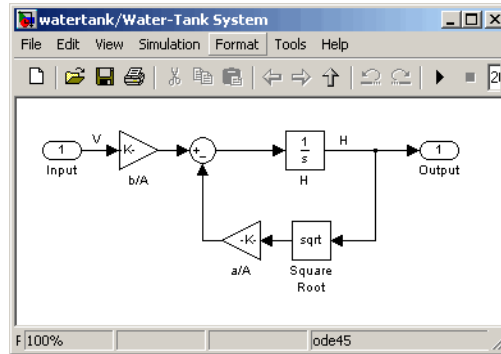 watertank/Water-Tank System
File Edit View Simulation Format Tools Help
20
1
Input
V
K-
b/A
+
-
1
s
H
H
1
Output
-K-
a/A
sqrt
Square
Root
F 100%
ode45